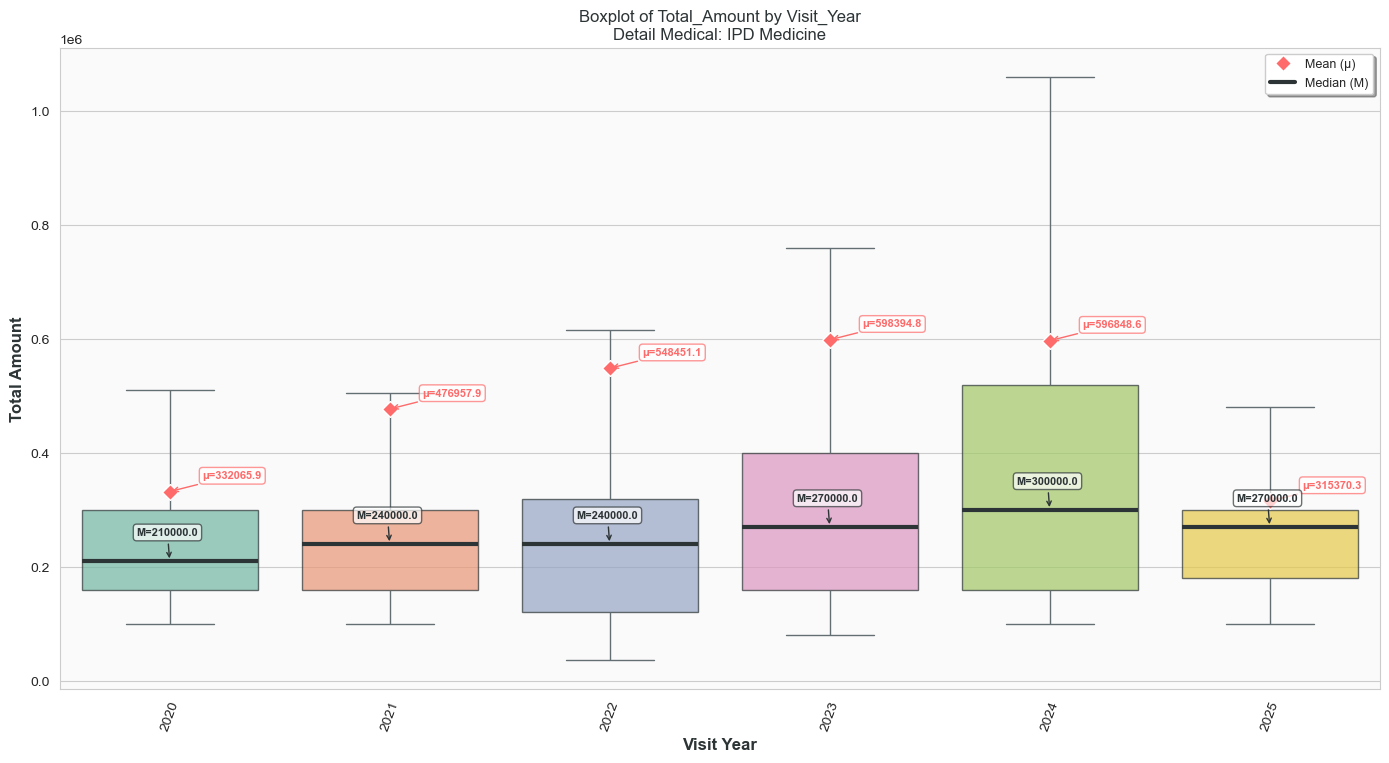 Boxplot of Total_Amount by Visit_Year
Detail Medical: IPD Medicine
1e6
Mean (μ)
Median (M)
1.0
0.8
0.6
0.4
0.2
0.0
Total Amount
μ=332065.9
M=210000.0
μ=476957.9
M=240000.0
μ=548451.1
M=240000.0
μ=598394.8
M=270000.0
μ=596848.6
M=300000.0
μ=315370.3
M=270000.0
2020
2021
2022
2023
2024
2025
Visit Year